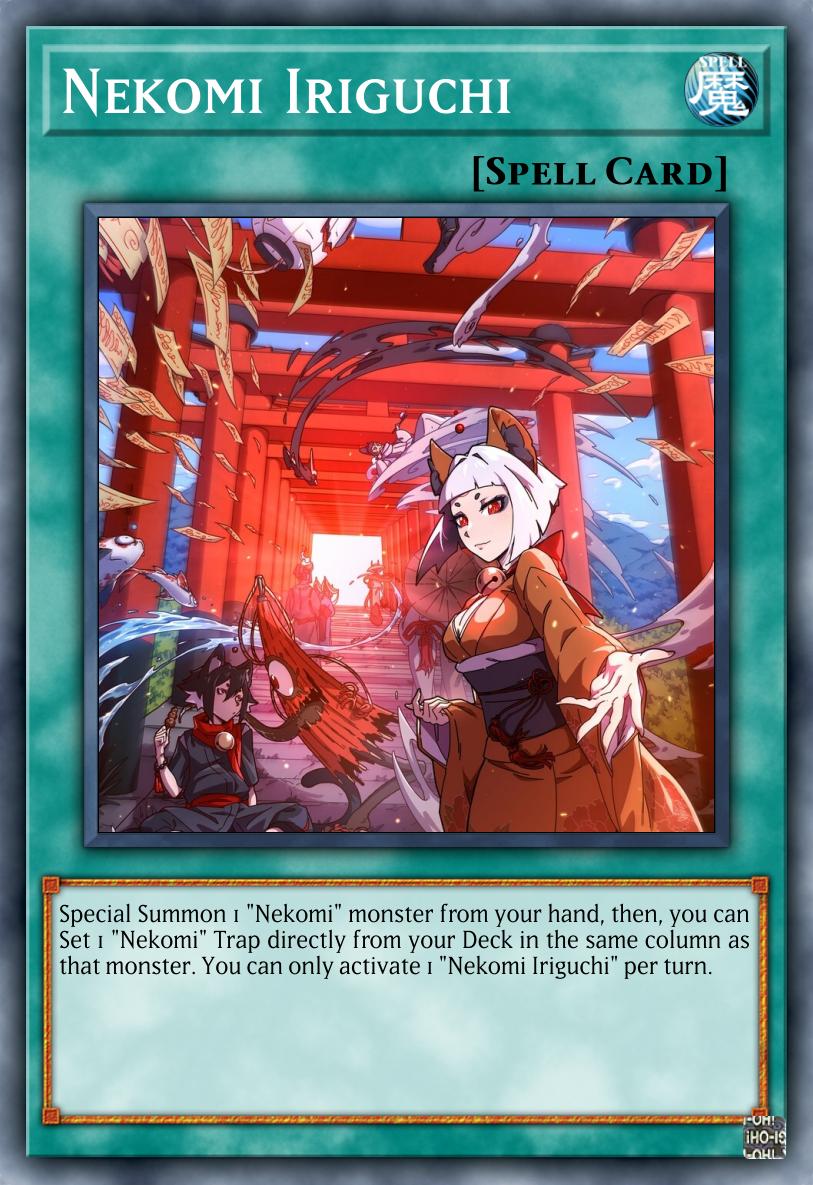 Nekomi Iriguchi
SPELL
魔
[Spell Card]
Special Summon 1 "Nekomi" monster from your hand, then, you can
Set 1 "Nekomi" Trap directly from your Deck in the same column as
that monster. You can only activate 1 "Nekomi Iriguchi" per turn.